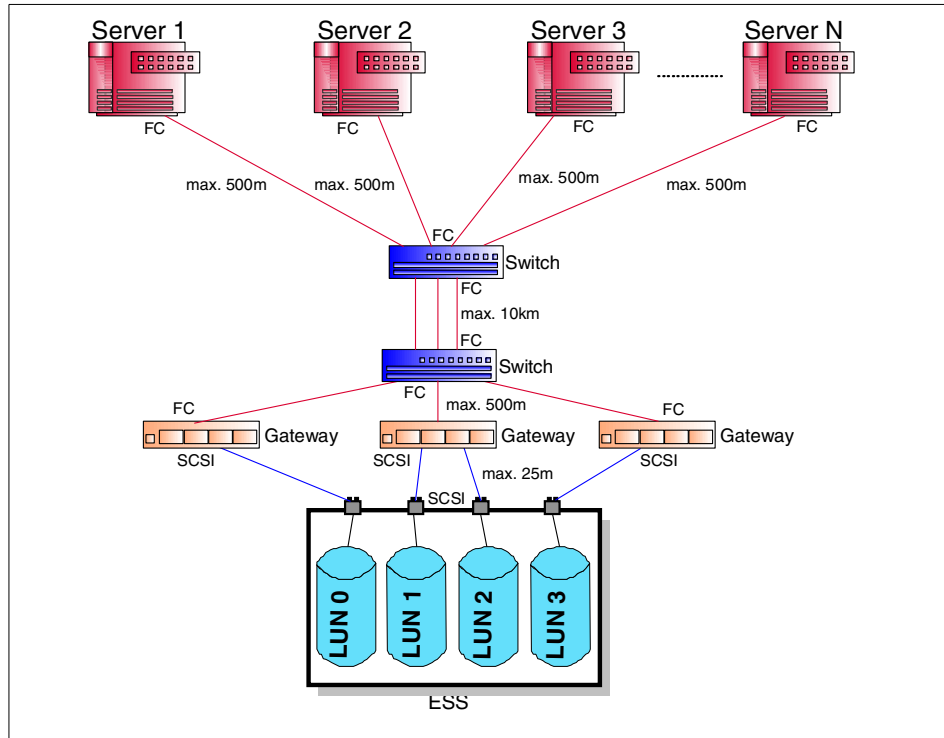 Server 1
Server 2
Server 3
Server N
FC
FC
FC
FC
max. 500m
max. 500m
max. 500m
max. 500m
FC
Switch
FC
max. 10km
FC
Switch
FC
max. 500m
FC
FC
Gateway
Gateway
Gateway
SCSI
SCSI
SCSI
max. 25m
SCSI
LUN 0
LUN 1
LUN 2
LUN 3
ESS